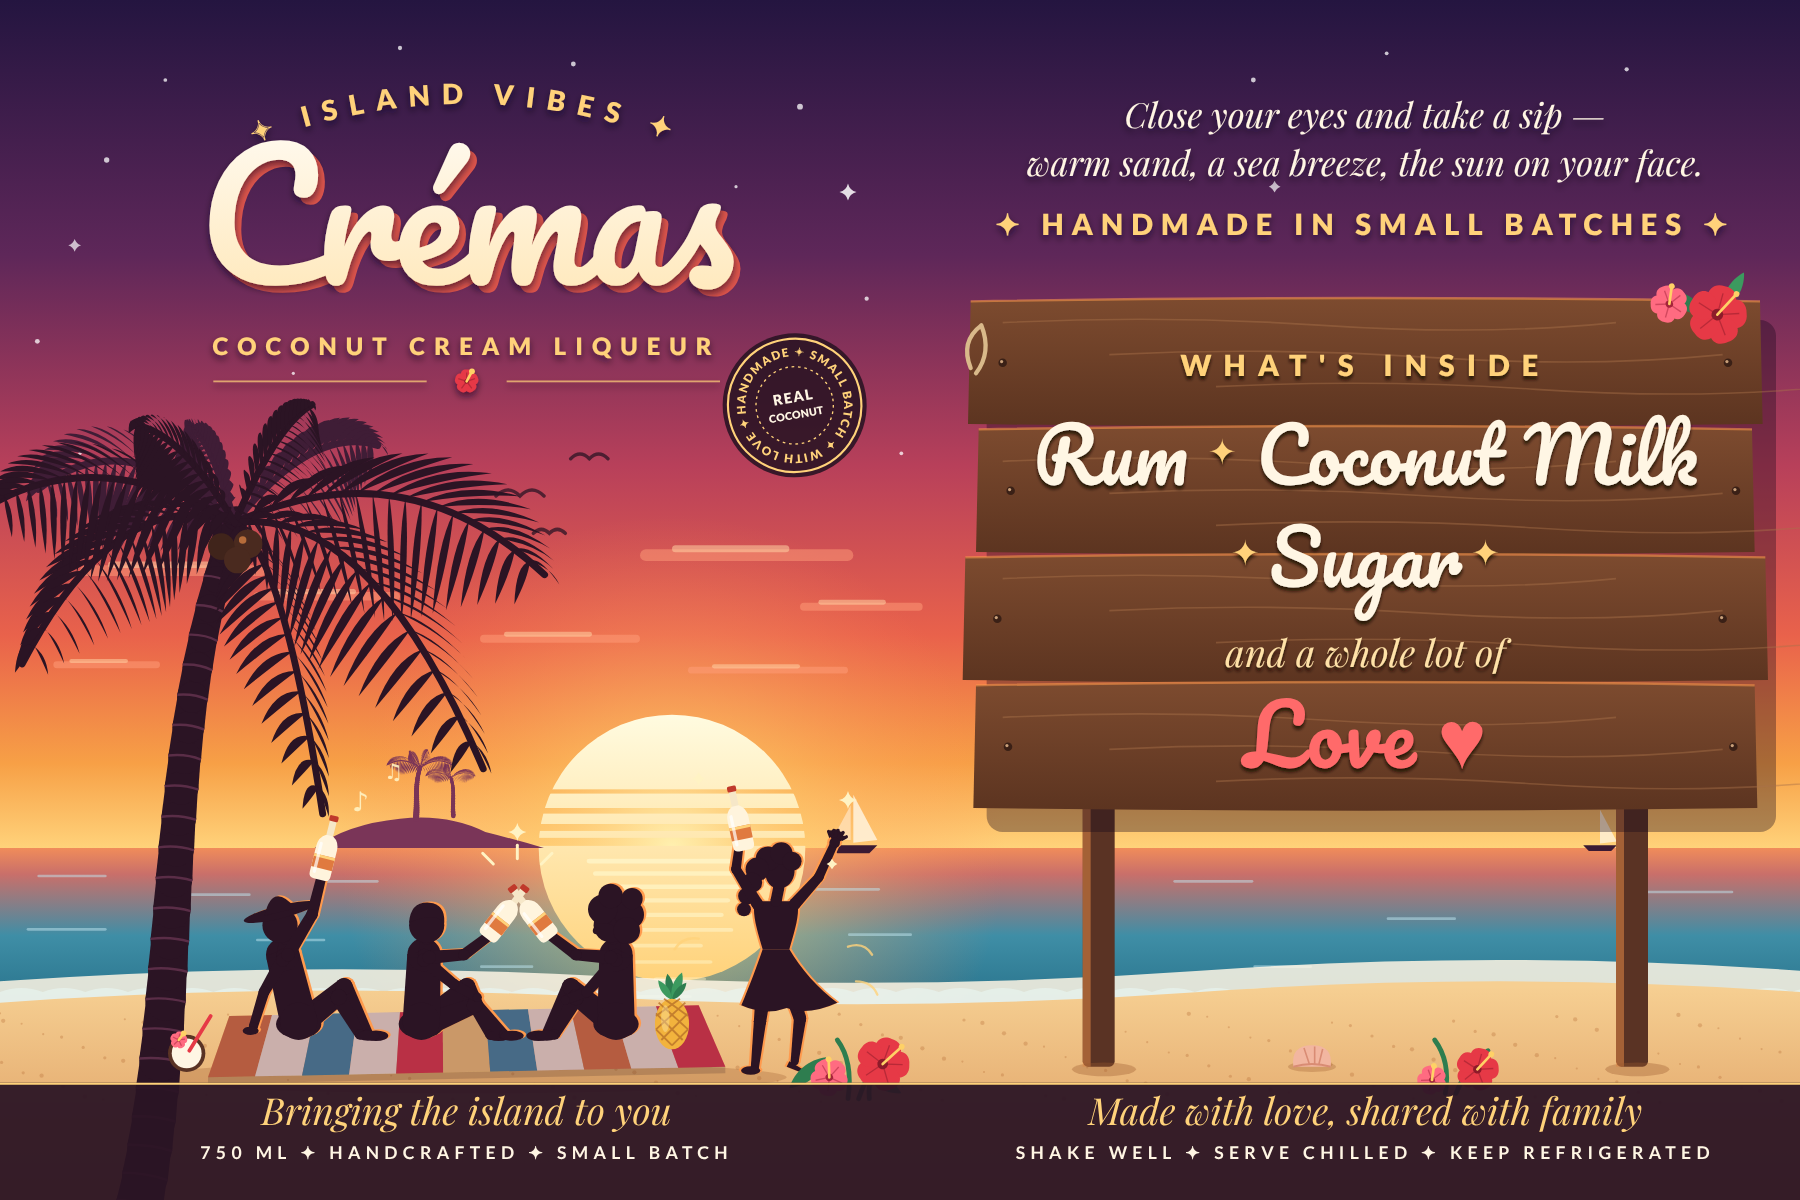 ISLAND VIBES
Crémas
COCONUT CREAM LIQUEUR
HANDMADE ✦ SMALL BATCH ✦ WITH LOVE ✦
REAL
COCONUT
Bringing the island to you
750 ML ✦ HANDCRAFTED ✦ SMALL BATCH
Close your eyes and take a sip —
warm sand, a sea breeze, the sun on your face.
✦ HANDMADE IN SMALL BATCHES ✦
WHAT'S INSIDE
Rum ✦ Coconut Milk
✦ Sugar ✦
and a whole lot of
Love ♥
Made with love, shared with family
SHAKE WELL ✦ SERVE CHILLED ✦ KEEP REFRIGERATED